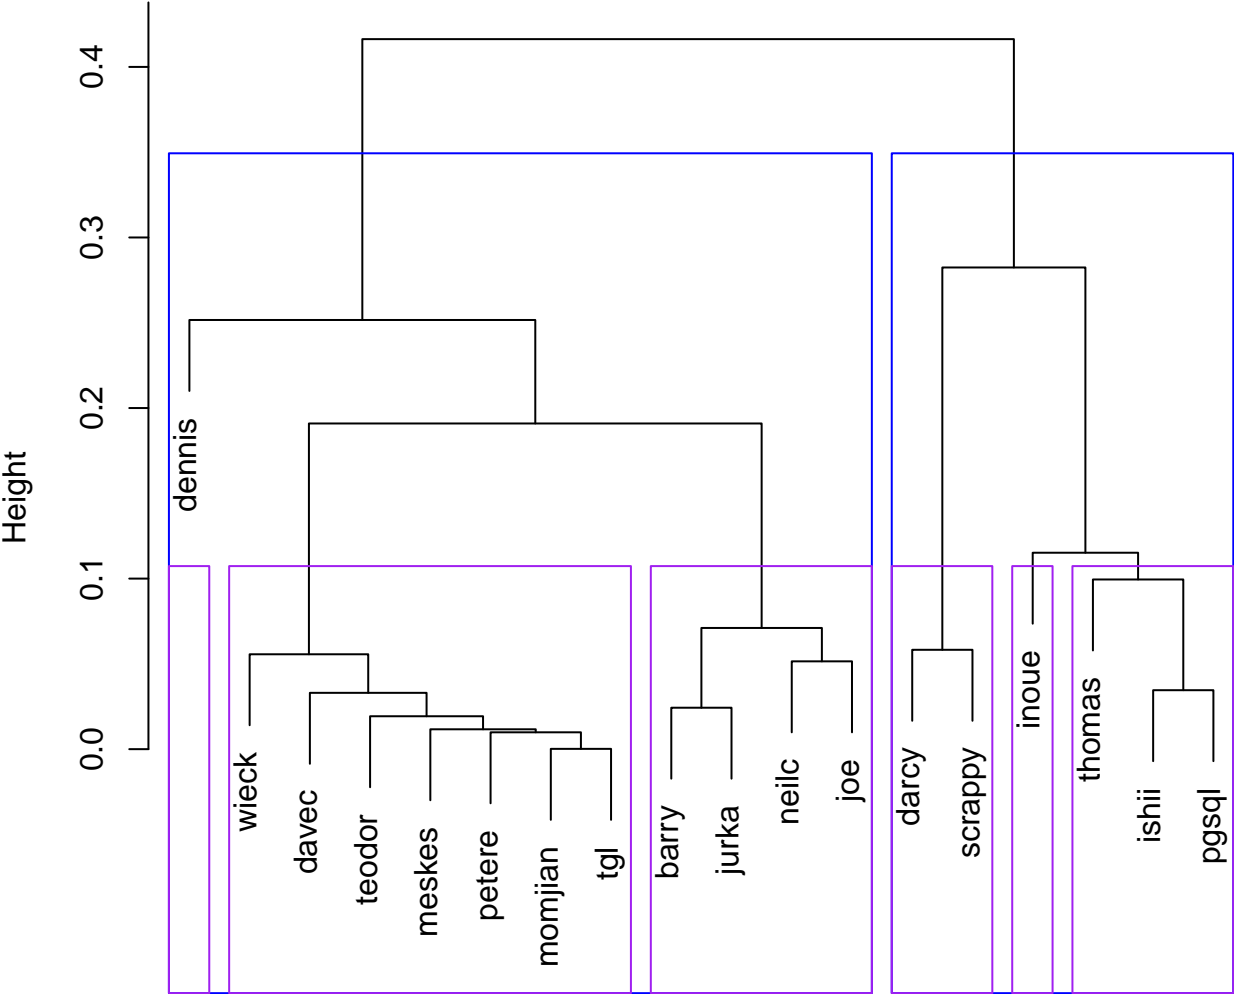 Height
0.4
0.3
0.2
0.1
0.0
dennis
wieck
davec
teodor
meskes
petere
momjian
tgl
barry
jurka
neilc
joe
darcy
scrappy
inoue
thomas
ishii
pgsql